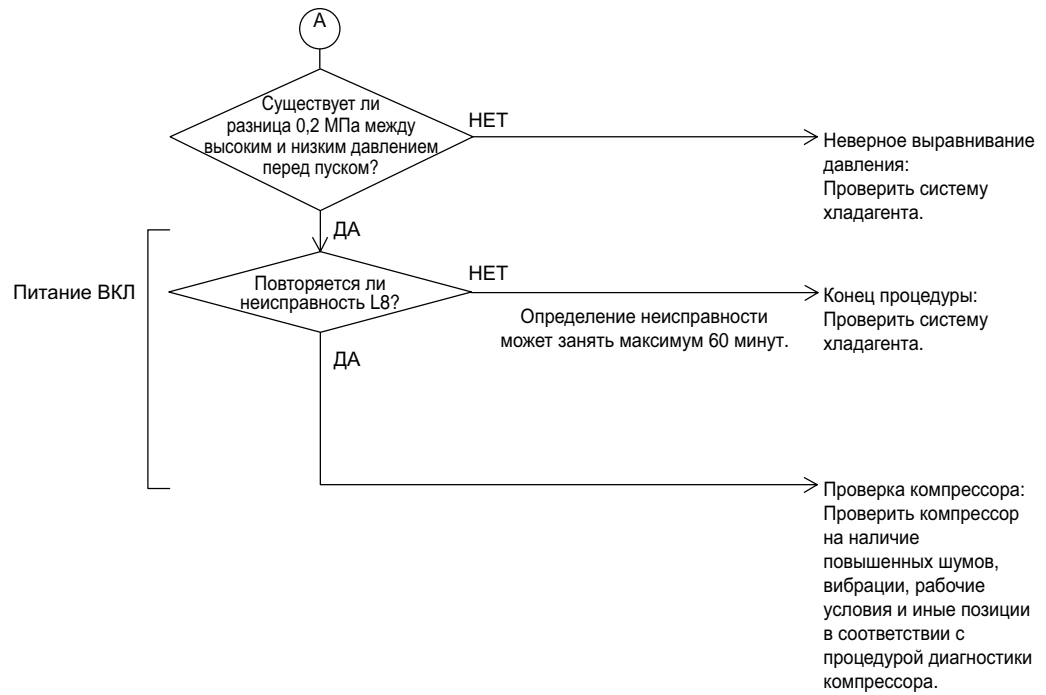 A
Существует ли
разница 0,2 МПа между
высоким и низким давлением
перед пуском?
НЕТ
Неверное выравнивание
давления:
Проверить систему
хладагента.
ДА
Питание ВКЛ
Повторяется ли
неисправность L8?
НЕТ
Определение неисправности
может занять максимум 60 минут.
Конец процедуры:
Проверить систему
хладагента.
ДА
Проверка компрессора:
Проверить компрессор
на наличие
повышенных шумов,
вибрации, рабочие
условия и иные позиции
в соответствии с
процедурой диагностики
компрессора.